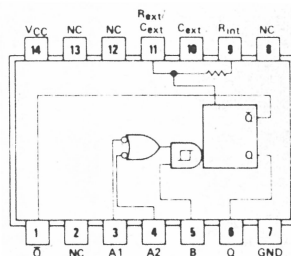 Rext/
VCC NC NC Cext Cext Rint NC
14 13 12 11 10 9 8
Q̄
Q
1 2 3 4 5 6 7
Q̄ NC A1 A2 B Q GND